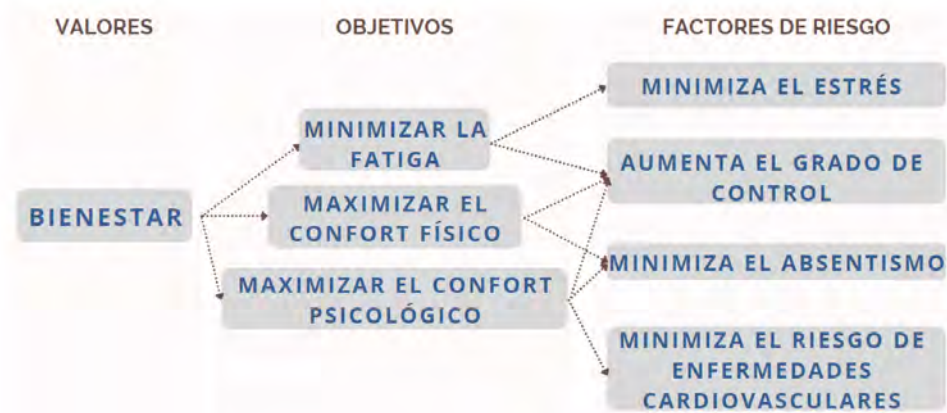 VALORES
OBJETIVOS
FACTORES DE RIESGO
BIENESTAR
MINIMIZAR LA
FATIGA
MAXIMIZAR EL
CONFORT FÍSICO
MAXIMIZAR EL CONFORT
PSICOLÓGICO
MINIMIZA EL ESTRÉS
AUMENTA EL GRADO DE
CONTROL
MINIMIZA EL ABSENTISMO
MINIMIZA EL RIESGO DE
ENFERMEDADES
CARDIOVASCULARES